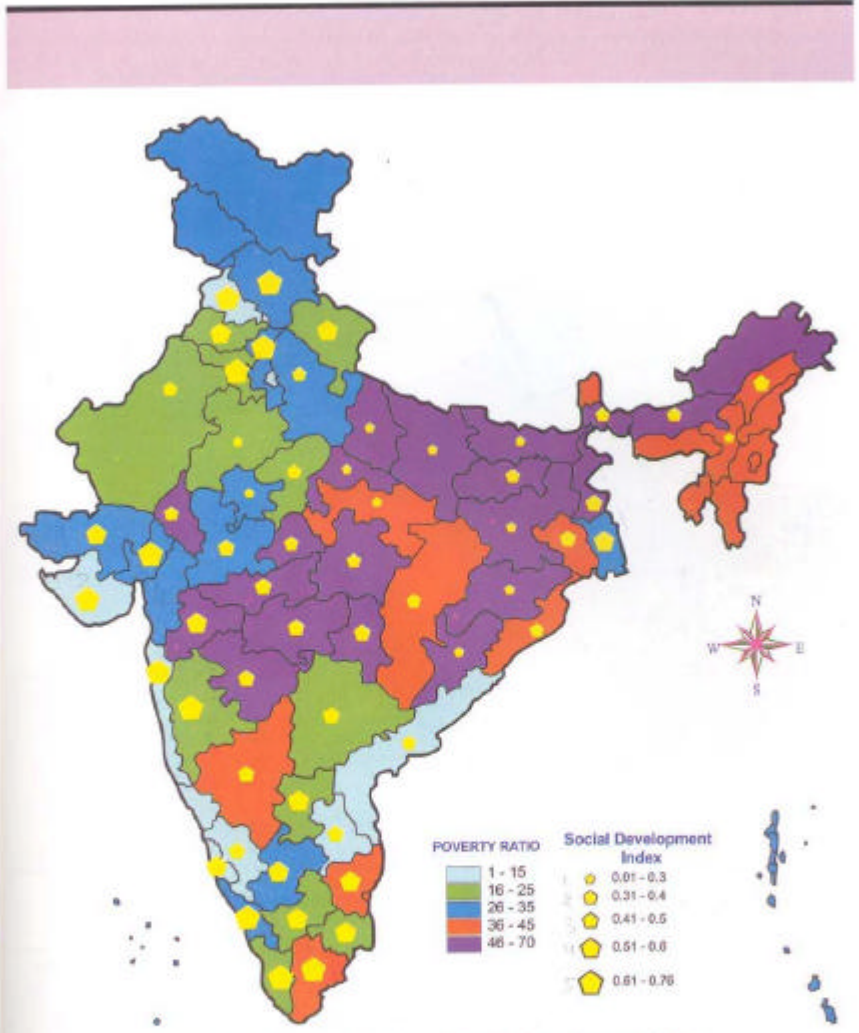 N
W E
S
POVERTY RATIO
1 - 15
16 - 25
26 - 35
36 - 45
46 - 70
Social Development
Index
0.01 - 0.3
0.31 - 0.4
0.41 - 0.5
0.51 - 0.6
0.61 - 0.76